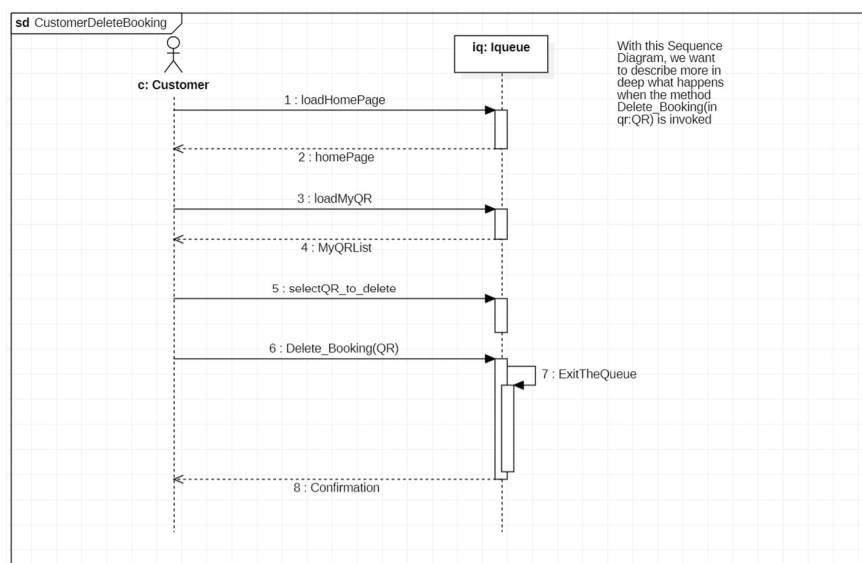 sd CustomerDeleteBooking
iq: Iqueue
With this Sequence
Diagram, we want
to describe more in
deep what happens
when the method
Delete_Booking(in
qr:QR) is invoked
c: Customer
1 : loadHomePage
2 : homePage
3 : loadMyQR
4 : MyQRList
5 : selectQR_to_delete
6 : Delete_Booking(QR)
7 : ExitTheQueue
8 : Confirmation